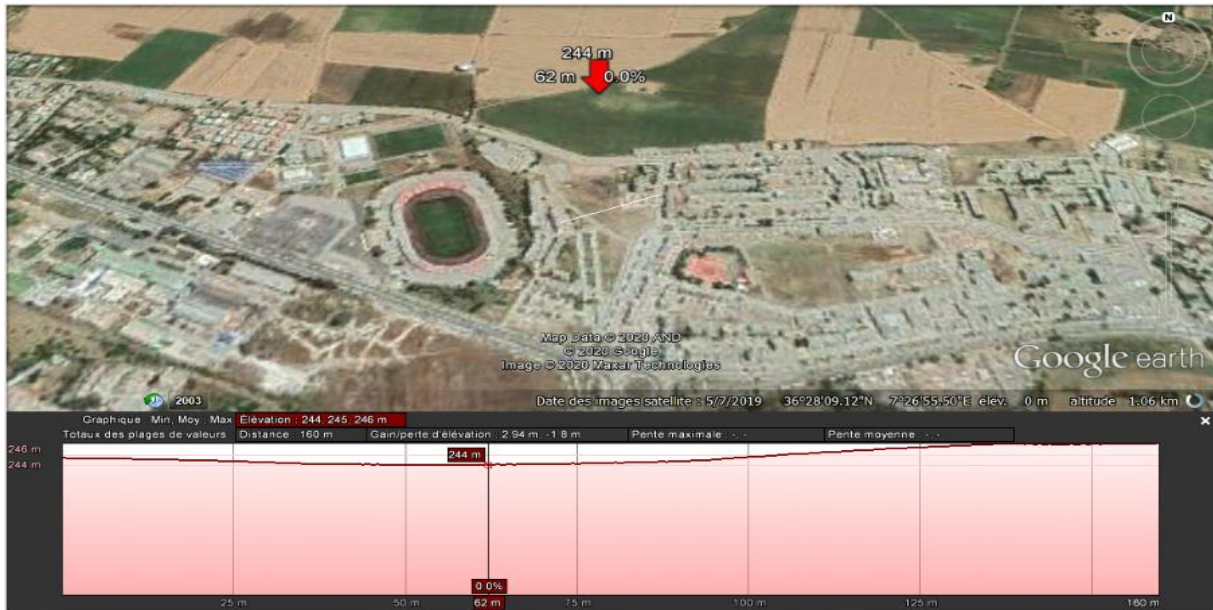 N
244 m
62 m 0.0%
Map Data © 2020 AND
© 2020 Google
Image © 2020 Maxar Technologies
Google earth
2003
Date des images satellite : 5/7/2019 36°28'09.12"N 7°26'55.50"E élév. 0 m altitude 1.06 km
Graphique : Min, Moy., Max Élévation : 244, 245, 246 m
Totaux des plages de valeurs Distance : 160 m Gain/perte d'élévation : 2.94 m, -1.8 m Pente maximale : -, - Pente moyenne : -, -
246 m
244 m
244 m
0.0%
25 m 50 m 62 m 75 m 100 m 125 m 160 m